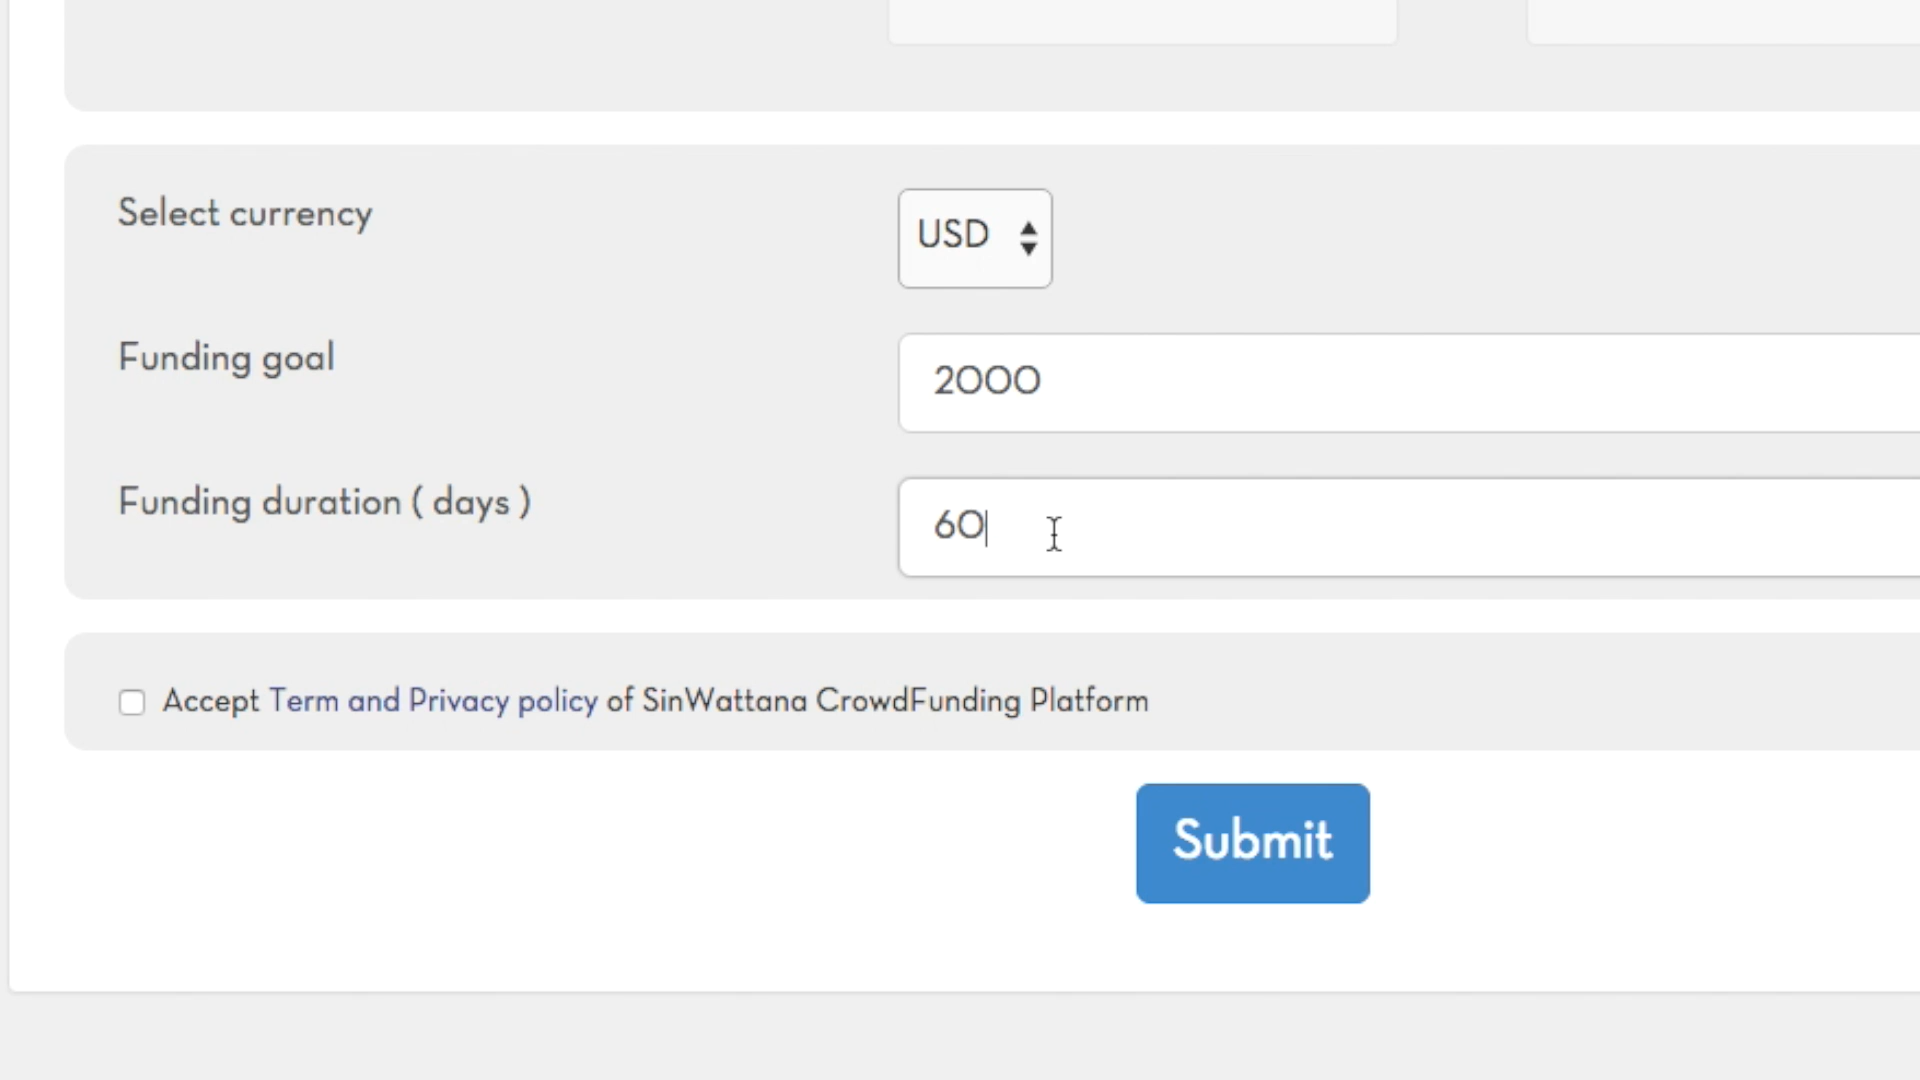 Select currency
USD
Funding goal
2000
Funding duration ( days )
60
Accept Term and Privacy policy of SinWattana CrowdFunding Platform
Submit